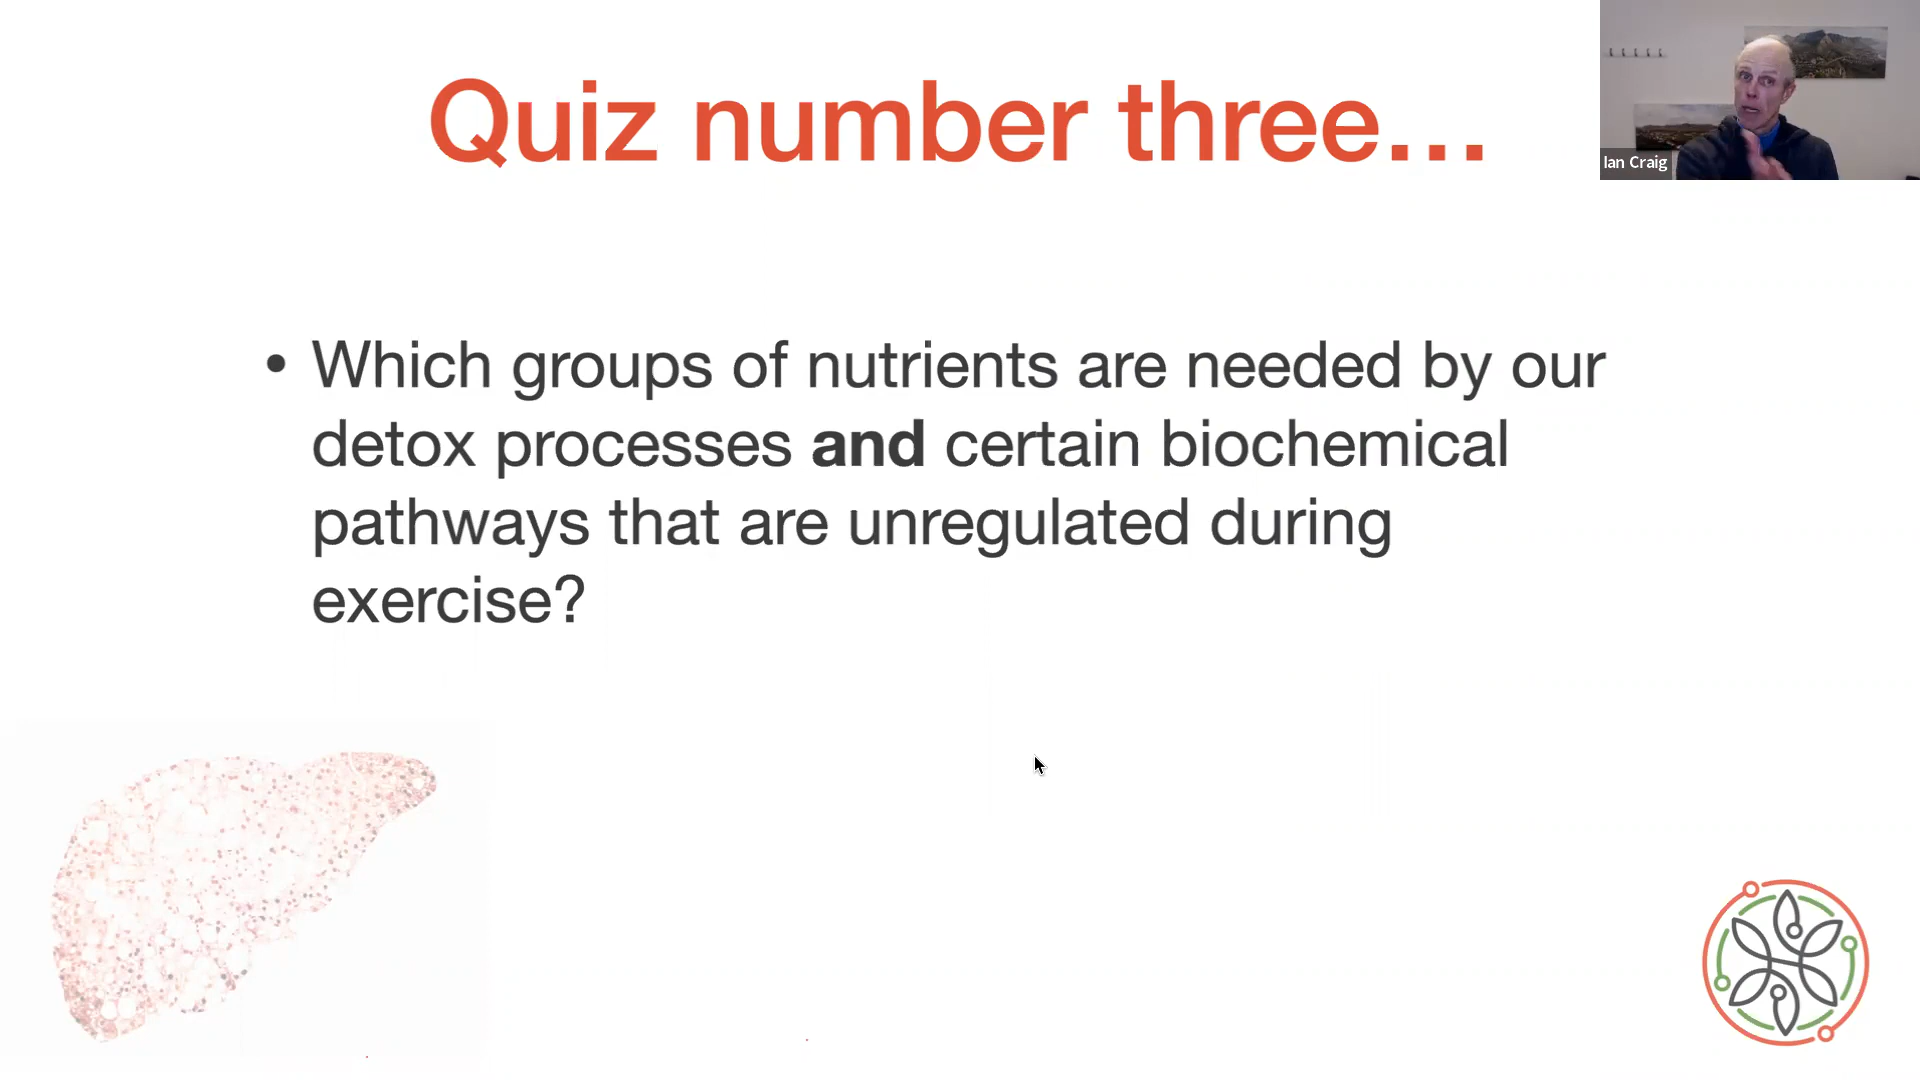 Quiz number three...
Ian Craig
• Which groups of nutrients are needed by our
detox processes and certain biochemical
pathways that are unregulated during
exercise?